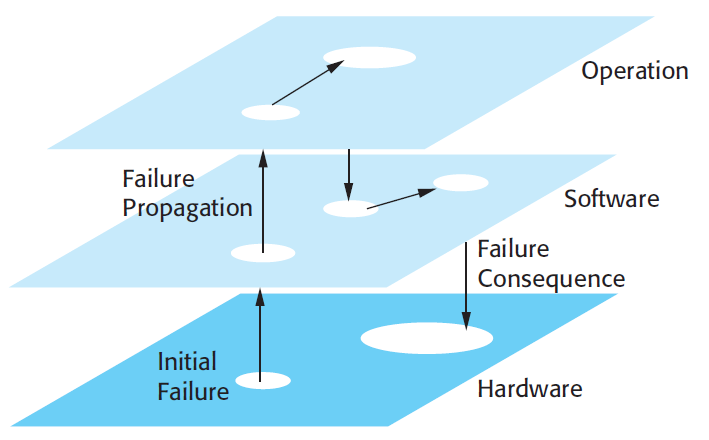 Operation
Failure
Propagation
Software
Failure
Consequence
Initial
Failure
Hardware